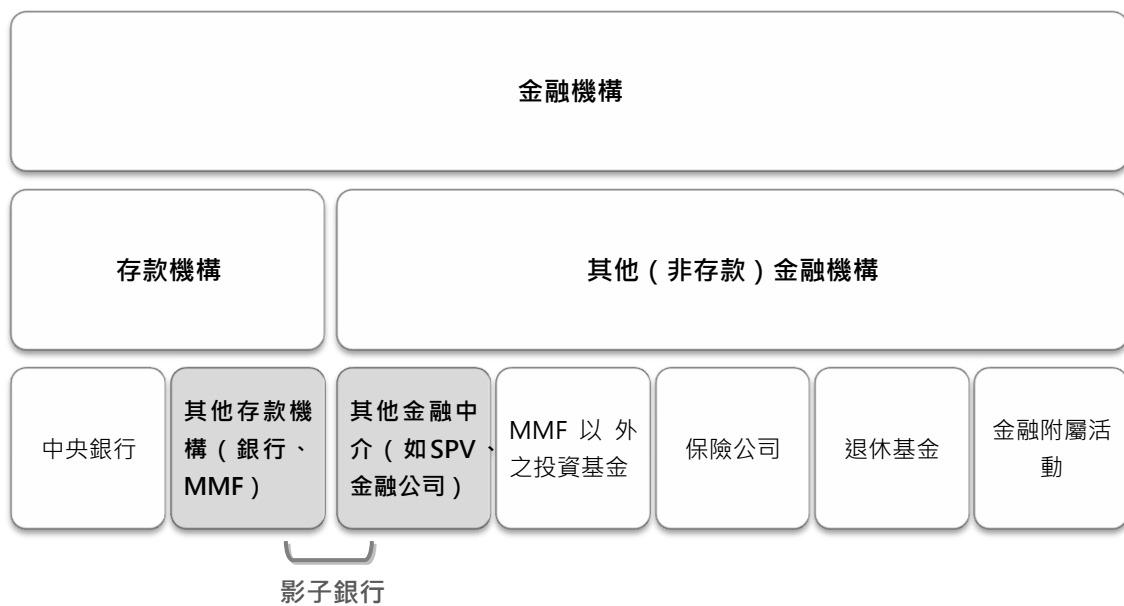 金融機構
存款機構
其他（非存款）金融機構
中央銀行
其他存款機
構（銀行、
MMF）
其他金融中
介（如SPV、
金融公司）
MMF 以 外
之投資基金
保險公司
退休基金
金融附屬活
動
影子銀行